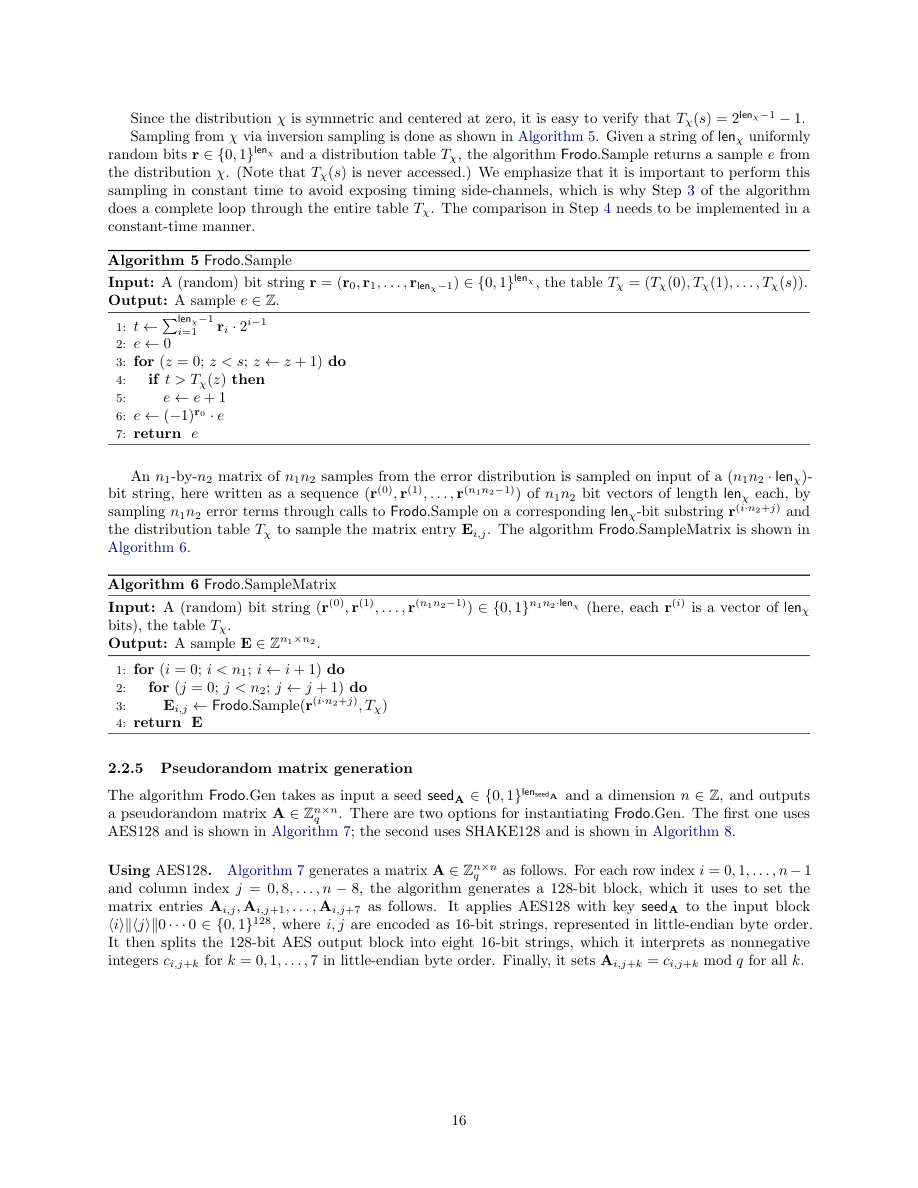 Since the distribution χ is symmetric and centered at zero, it is easy to verify that T_χ(s) = 2^{len_χ−1} − 1.
Sampling from χ via inversion sampling is done as shown in Algorithm 5. Given a string of len_χ uniformly
random bits r ∈ {0, 1}^{len_χ} and a distribution table T_χ, the algorithm Frodo.Sample returns a sample e from
the distribution χ. (Note that T_χ(s) is never accessed.) We emphasize that it is important to perform this
sampling in constant time to avoid exposing timing side-channels, which is why Step 3 of the algorithm
does a complete loop through the entire table T_χ. The comparison in Step 4 needs to be implemented in a
constant-time manner.
Algorithm 5 Frodo.Sample
Input: A (random) bit string r = (r_0, r_1, . . . , r_{len_χ−1}) ∈ {0, 1}^{len_χ}, the table T_χ = (T_χ(0), T_χ(1), . . . , T_χ(s)).
Output: A sample e ∈ ℤ.
1: t ← ∑_{i=1}^{len_χ−1} r_i · 2^{i−1}
2: e ← 0
3: for (z = 0; z < s; z ← z + 1) do
4: if t > T_χ(z) then
5: e ← e + 1
6: e ← (−1)^{r_0} · e
7: return e
An n_1-by-n_2 matrix of n_1n_2 samples from the error distribution is sampled on input of a (n_1n_2 · len_χ)-
bit string, here written as a sequence (r^{(0)}, r^{(1)}, . . . , r^{(n_1n_2−1)}) of n_1n_2 bit vectors of length len_χ each, by
sampling n_1n_2 error terms through calls to Frodo.Sample on a corresponding len_χ-bit substring r^{(i·n_2+j)} and
the distribution table T_χ to sample the matrix entry E_{i,j}. The algorithm Frodo.SampleMatrix is shown in
Algorithm 6.
Algorithm 6 Frodo.SampleMatrix
Input: A (random) bit string (r^{(0)}, r^{(1)}, . . . , r^{(n_1n_2−1)}) ∈ {0, 1}^{n_1n_2·len_χ} (here, each r^{(i)} is a vector of len_χ
bits), the table T_χ.
Output: A sample E ∈ ℤ^{n_1×n_2}.
1: for (i = 0; i < n_1; i ← i + 1) do
2: for (j = 0; j < n_2; j ← j + 1) do
3: E_{i,j} ← Frodo.Sample(r^{(i·n_2+j)}, T_χ)
4: return E
2.2.5 Pseudorandom matrix generation
The algorithm Frodo.Gen takes as input a seed seed_A ∈ {0, 1}^{len_{seed_A}} and a dimension n ∈ ℤ, and outputs
a pseudorandom matrix A ∈ ℤ_q^{n×n}. There are two options for instantiating Frodo.Gen. The first one uses
AES128 and is shown in Algorithm 7; the second uses SHAKE128 and is shown in Algorithm 8.
Using AES128. Algorithm 7 generates a matrix A ∈ ℤ_q^{n×n} as follows. For each row index i = 0, 1, . . . , n − 1
and column index j = 0, 8, . . . , n − 8, the algorithm generates a 128-bit block, which it uses to set the
matrix entries A_{i,j}, A_{i,j+1}, . . . , A_{i,j+7} as follows. It applies AES128 with key seed_A to the input block
⟨i⟩∥⟨j⟩∥0 · · · 0 ∈ {0, 1}^{128}, where i, j are encoded as 16-bit strings, represented in little-endian byte order.
It then splits the 128-bit AES output block into eight 16-bit strings, which it interprets as nonnegative
integers c_{i,j+k} for k = 0, 1, . . . , 7 in little-endian byte order. Finally, it sets A_{i,j+k} = c_{i,j+k} mod q for all k.
16